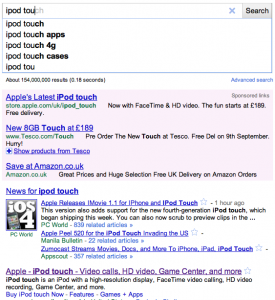 ipod touch
Search
ipod touch
ipod touch apps
ipod touch 4g
ipod touch cases
ipod tou
About 154,000,000 results (0.18 seconds)
Advanced search
Apple's Latest iPod touch
Sponsored links
store.apple.com/uk/ipod_touch Now with FaceTime & HD video. The fun starts at £189.
Free delivery.
New 8GB Touch at £189
www.Tesco.com/Touch Pre Order The New Touch at Tesco. Free Del on 9th September.
Hurry!
Show products from Tesco
Save at Amazon.co.uk
Amazon.co.uk Great Prices and Huge Selection Free UK Delivery on Amazon Orders
News for ipod touch
Apple Releases iMovie 1.1 for iPhone and iPod Touch - 1 hour ago
This version also adds support for the new fourth-generation iPod touch, which
began shipping this week. You can also now scrub to preview clips in the ...
PC World - 839 related articles »
Apple Peel 520 for the iPod Touch Invading the US
Manila Bulletin - 22 related articles »
Zumocast Streams Movies, Docs, and More To iPhone, iPad, & iPod Touch
Appscout - 357 related articles »
iOS 4
PC World
Apple - iPod touch - Video calls, HD video, Game Center, and more
iPod touch is an iPod with a high-resolution display, FaceTime video calling, HD video
recording, Game Center, and more.
Buy iPod touch Now - Features - Games + Apps